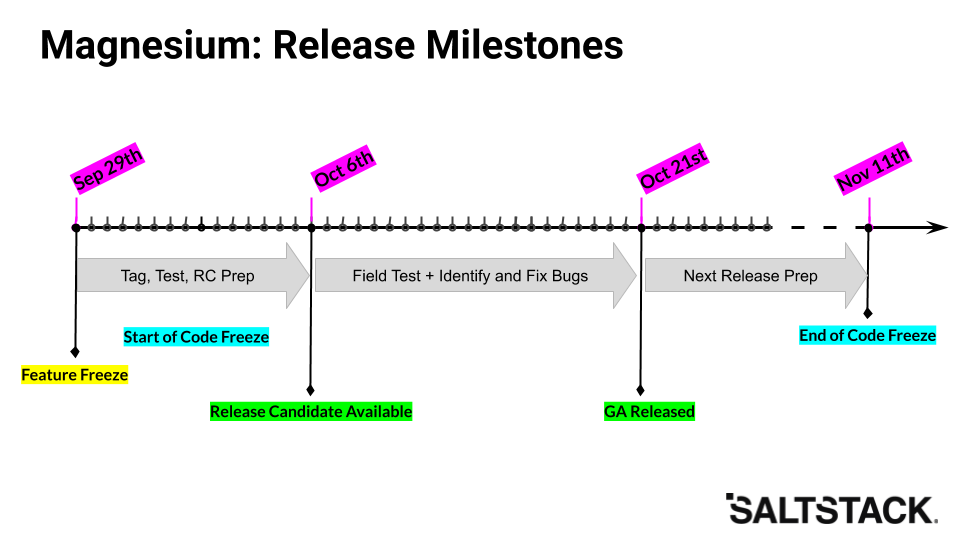 Magnesium: Release Milestones
Sep 29th
Oct 6th
Oct 21st
Nov 11th
Tag, Test, RC Prep
Field Test + Identify and Fix Bugs
Next Release Prep
Start of Code Freeze
End of Code Freeze
Feature Freeze
Release Candidate Available
GA Released
SALTSTACK.